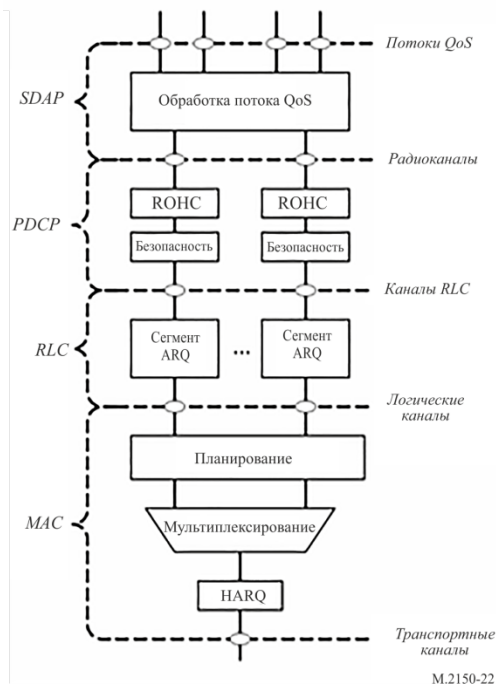 Потоки QoS
SDAP
Обработка потока QoS
Радиоканалы
ROHC
ROHC
PDCP
Безопасность
Безопасность
Каналы RLC
RLC
Сегмент
ARQ
...
Сегмент
ARQ
Логические
каналы
Планирование
MAC
Мультиплексирование
HARQ
Транспортные
каналы
M.2150-22